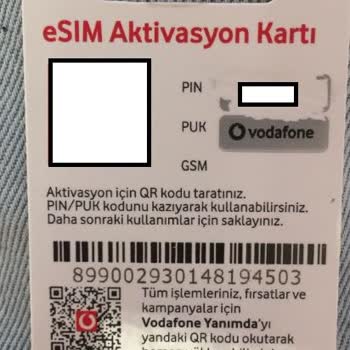 eSIM Aktivasyon Kartı
PIN
PUK
vodafone
GSM
Aktivasyon için QR kodu taratınız.
PIN/PUK kodunu kazıyarak kullanabilirsiniz.
Daha sonraki kullanımlar için saklayınız.
899002930148194503
Tüm işlemleriniz, fırsatlar ve
kampanyalar için
Vodafone Yanımda'yı
yandaki QR kodu okutarak